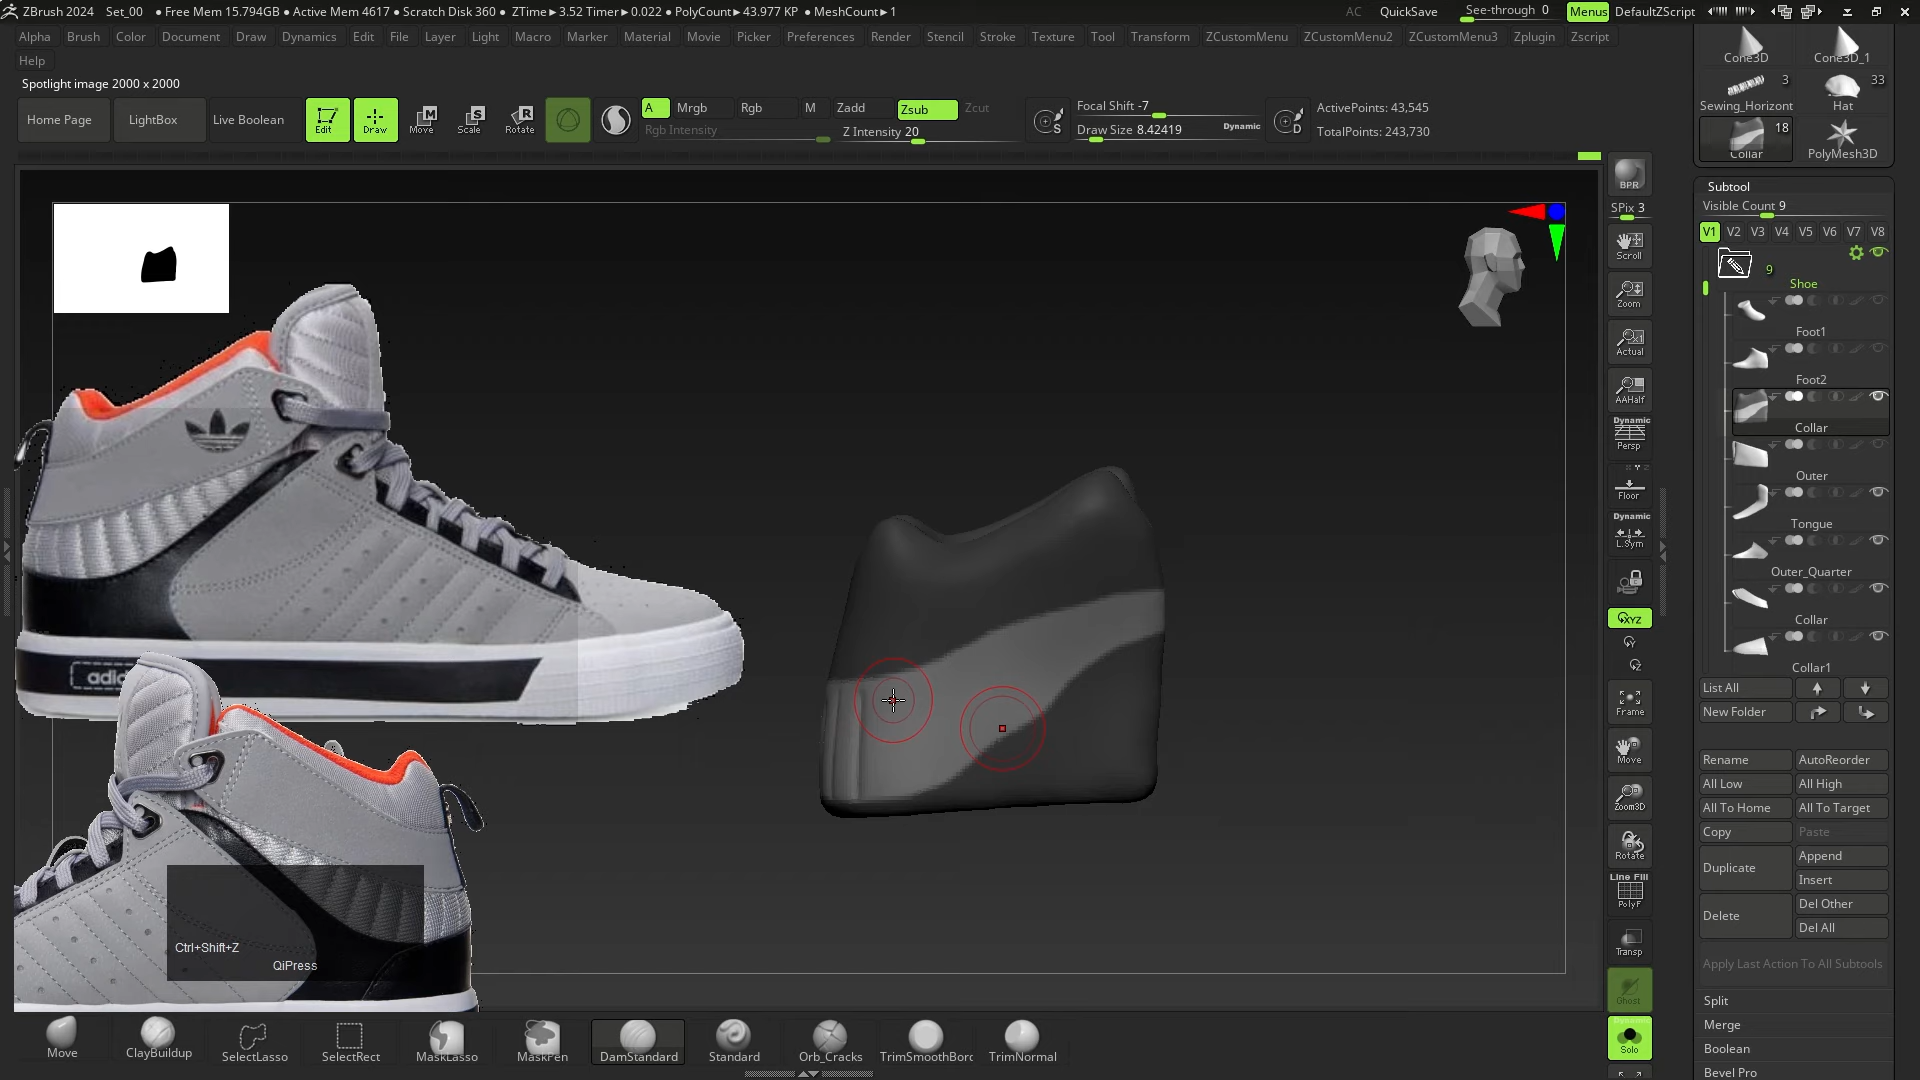 ZBrush 2024 Set_00 • Free Mem 15.794GB • Active Mem 4617 • Scratch Disk 360 • ZTime►3.52 Timer►0.022 • PolyCount►43.977 KP • MeshCount►1
AC QuickSave See-through 0 Menus DefaultZScript
Alpha Brush Color Document Draw Dynamics Edit File Layer Light Macro Marker Material Movie Picker Preferences Render Stencil Stroke Texture Tool Transform ZCustomMenu ZCustomMenu2 ZCustomMenu3 Zplugin Zscript
Help
Spotlight image 2000 x 2000
Home Page LightBox Live Boolean Edit Draw Move Scale Rotate
A Mrgb Rgb M Zadd Zsub Zcut
Rgb Intensity Z Intensity 20
S
Focal Shift -7
Draw Size 8.42419 Dynamic
D
ActivePoints: 43,545
TotalPoints: 243,730
Cone3D Cone3D_1
3 33
Sewing_Horizont Hat
18
Collar PolyMesh3D
Subtool
Visible Count 9
V1 V2 V3 V4 V5 V6 V7 V8
9
Shoe
Foot1
Foot2
Collar
Outer
Tongue
Outer_Quarter
Collar
Collar1
List All
New Folder
Rename AutoReorder
All Low All High
All To Home All To Target
Copy Paste
Duplicate Append
Insert
Delete Del Other
Del All
Apply Last Action To All Subtools
Split
Merge
Boolean
Bevel Pro
BPR
SPix 3
Scroll
Zoom
Actual
AAHalf
Dynamic
Persp
Floor
Dynamic
L.Sym
XYZ
Y
Z
Frame
Move
Zoom3D
Rotate
Line Fill
PolyF
Transp
Ghost
Dynamic
Solo
adid
Ctrl+Shift+Z
QiPress
Move ClayBuildup SelectLasso SelectRect MaskLasso MaskPen DamStandard Standard Orb_Cracks TrimSmoothBorc TrimNormal